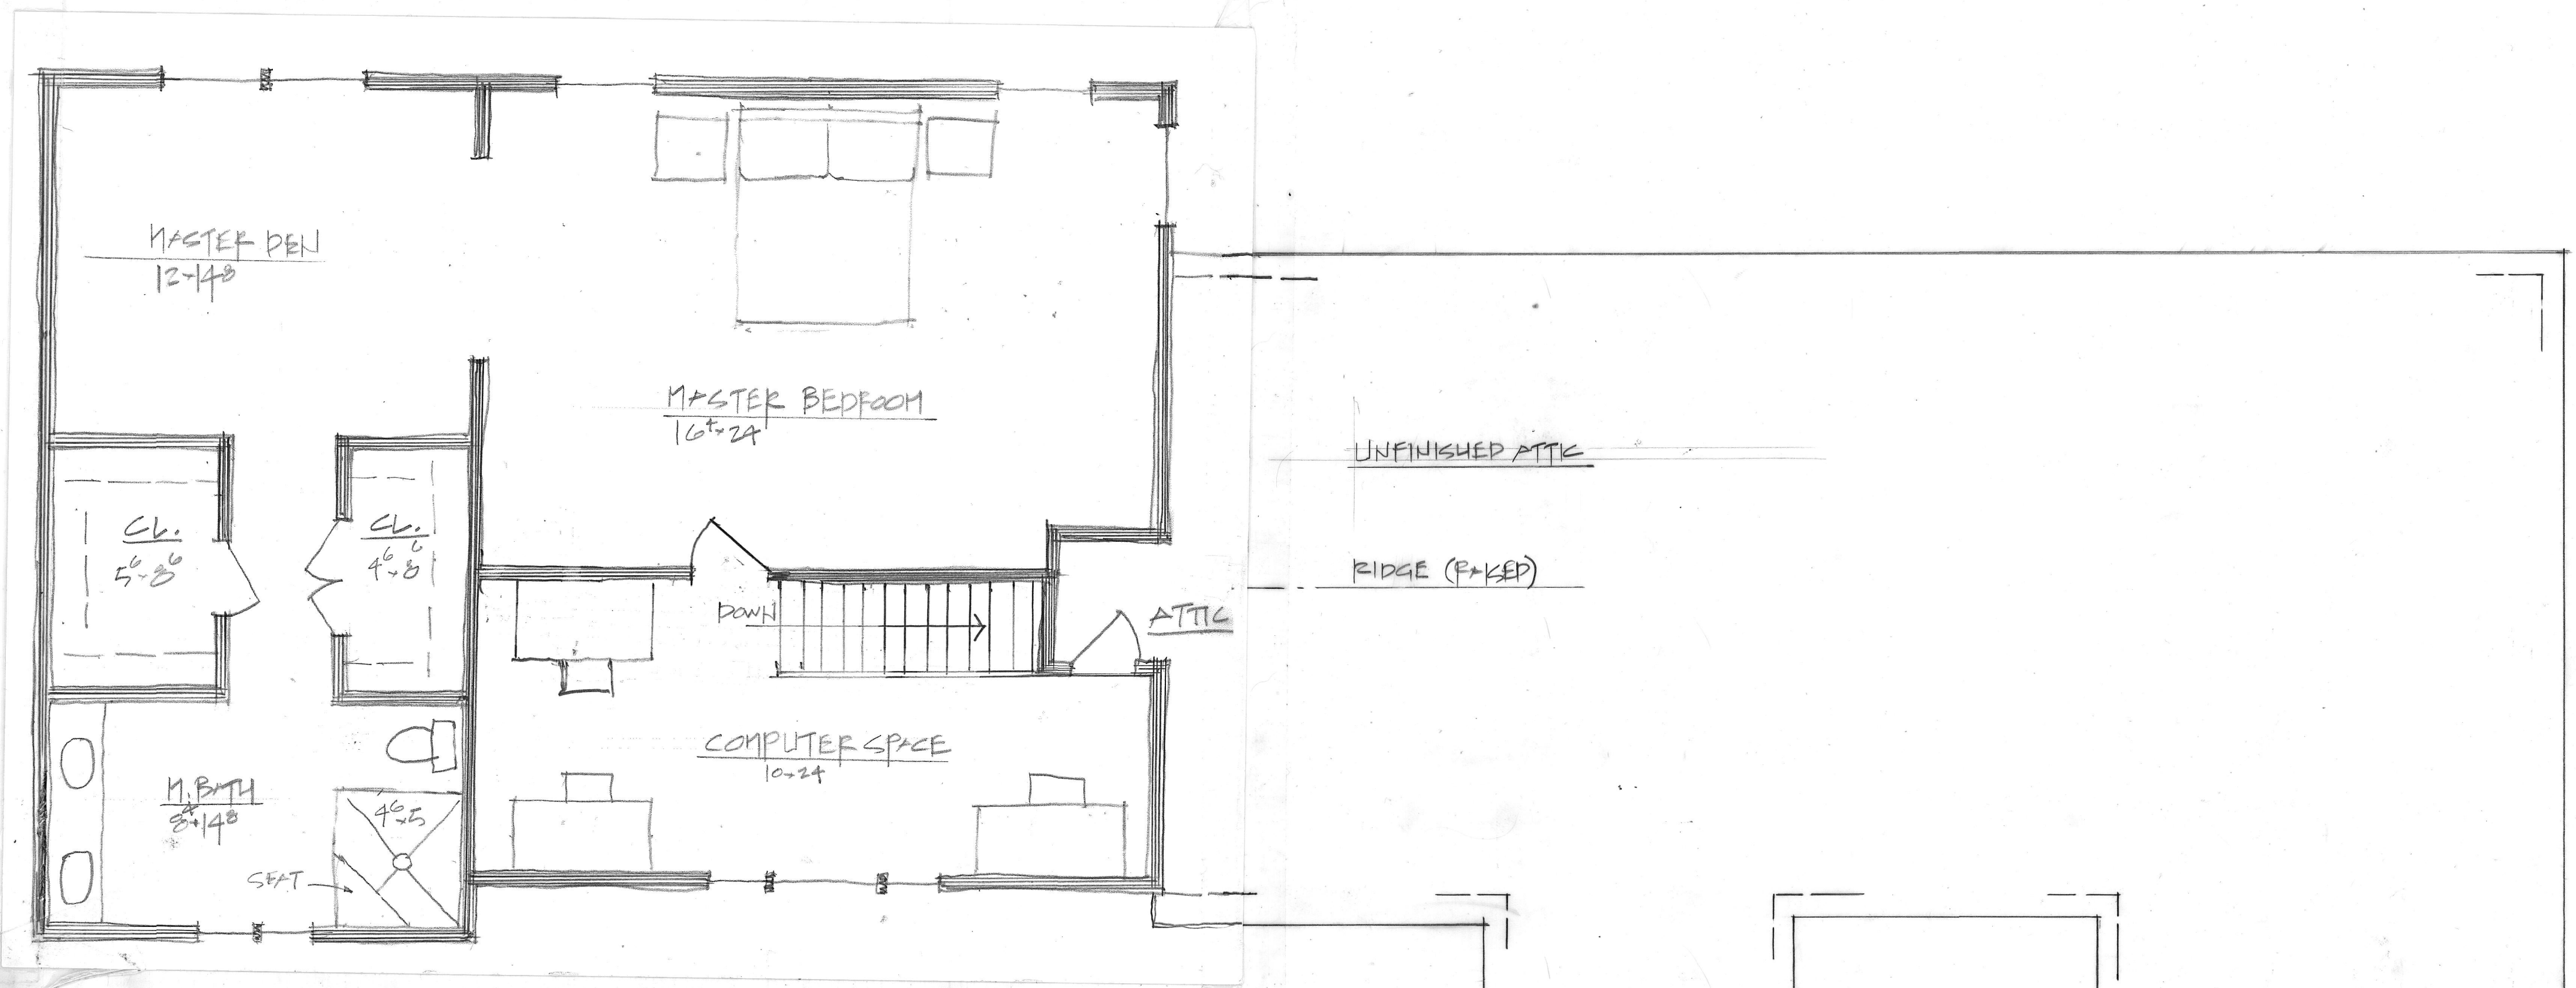 MASTER DEN
12x14⁸
MASTER BEDROOM
16⁴x24
UNFINISHED ATTIC
CL.
5⁶x8⁶
CL.
4⁶x8⁶
RIDGE (RAISED)
DOWN
ATTIC
COMPUTER SPACE
10x24
M. BATH
8⁴x14⁸
4⁶x5
SEAT